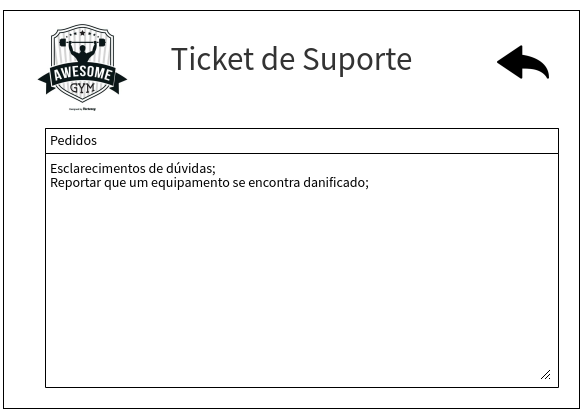 AWESOME
GYM
Ticket de Suporte
Pedidos
Esclarecimentos de dúvidas;
Reportar que um equipamento se encontra danificado;